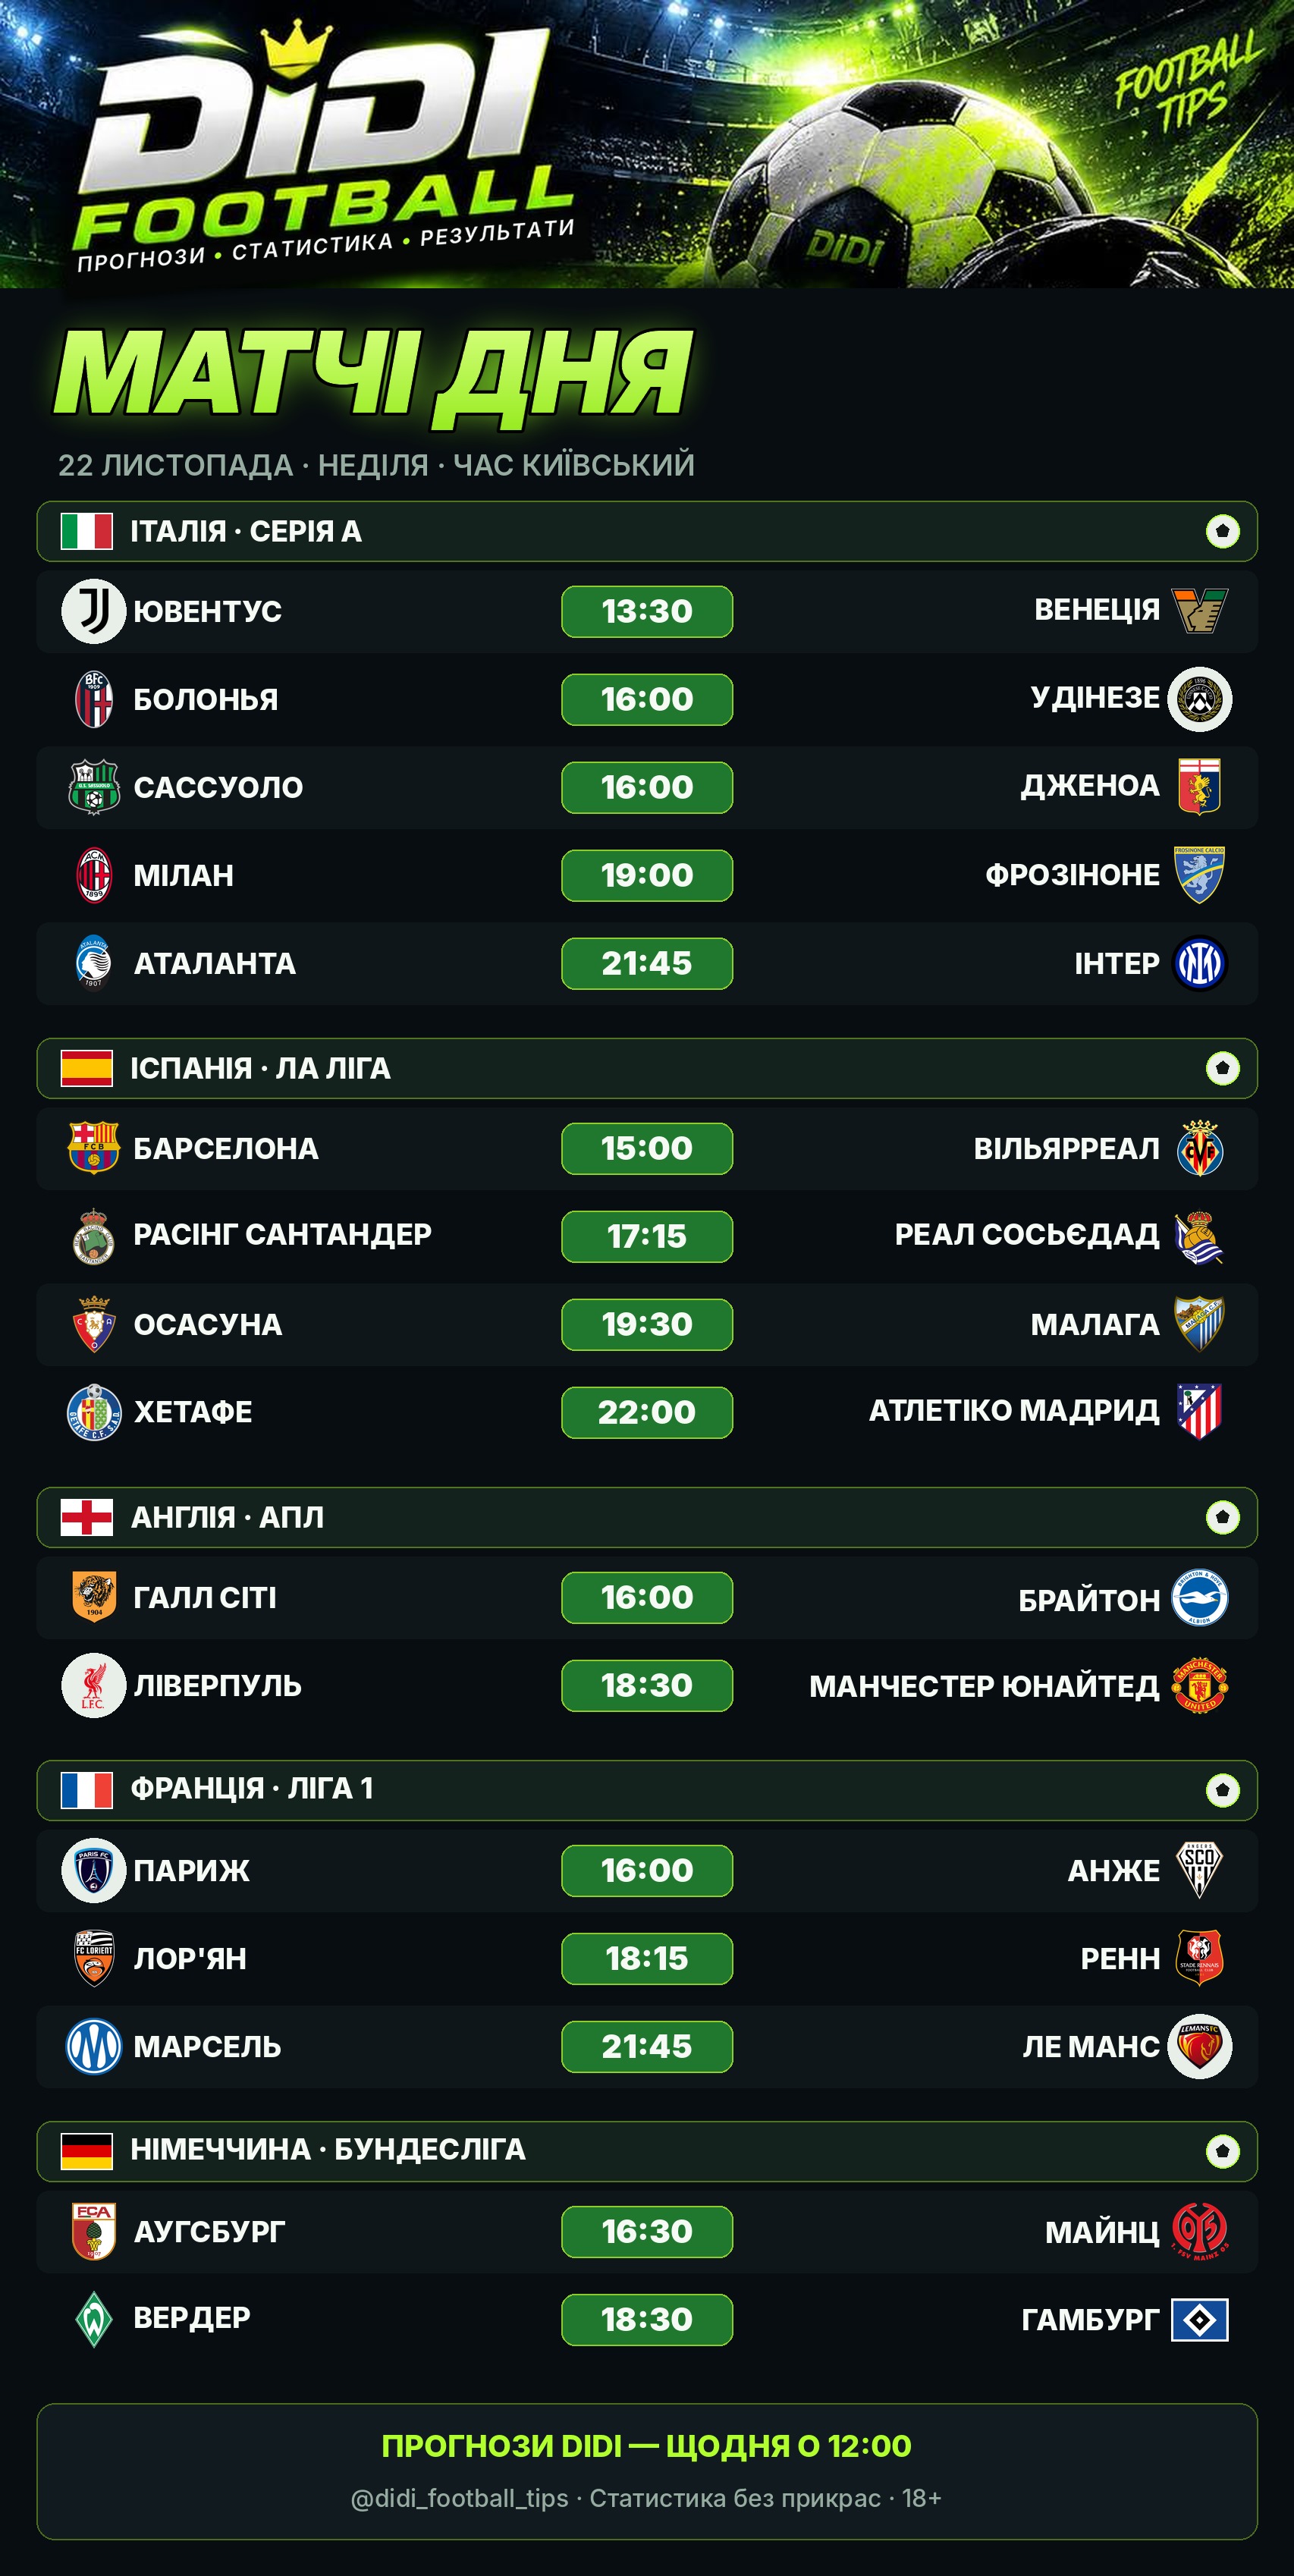 DiDi
FOOTBALL
ПРОГНОЗИ • СТАТИСТИКА • РЕЗУЛЬТАТИ
FOOTBALL
TIPS
DiDi
МАТЧІ ДНЯ
22 ЛИСТОПАДА · НЕДІЛЯ · ЧАС КИЇВСЬКИЙ
ІТАЛІЯ · СЕРІЯ А
ЮВЕНТУС 13:30 ВЕНЕЦІЯ
БОЛОНЬЯ 16:00 УДІНЕЗЕ
САССУОЛО 16:00 ДЖЕНОА
МІЛАН 19:00 ФРОЗІНОНЕ
АТАЛАНТА 21:45 ІНТЕР
ІСПАНІЯ · ЛА ЛІГА
БАРСЕЛОНА 15:00 ВІЛЬЯРРЕАЛ
РАСІНГ САНТАНДЕР 17:15 РЕАЛ СОСЬЄДАД
ОСАСУНА 19:30 МАЛАГА
ХЕТАФЕ 22:00 АТЛЕТІКО МАДРИД
АНГЛІЯ · АПЛ
ГАЛЛ СІТІ 16:00 БРАЙТОН
ЛІВЕРПУЛЬ 18:30 МАНЧЕСТЕР ЮНАЙТЕД
ФРАНЦІЯ · ЛІГА 1
ПАРИЖ 16:00 АНЖЕ
ЛОР'ЯН 18:15 РЕНН
МАРСЕЛЬ 21:45 ЛЕ МАНС
НІМЕЧЧИНА · БУНДЕСЛІГА
АУГСБУРГ 16:30 МАЙНЦ
ВЕРДЕР 18:30 ГАМБУРГ
ПРОГНОЗИ DIDI — ЩОДНЯ О 12:00
@didi_football_tips · Статистика без прикрас · 18+